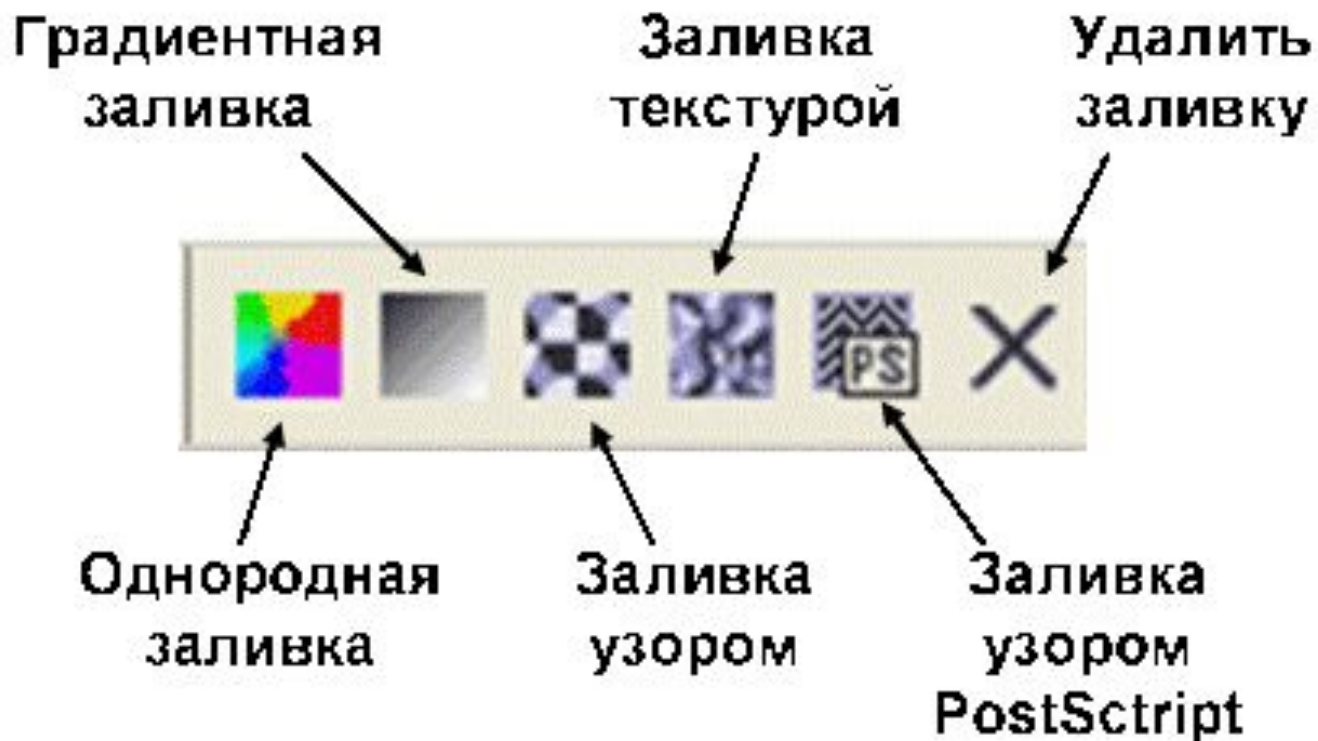 Градиентная
заливка
Заливка
текстурой
Удалить
заливку
PS
Однородная
заливка
Заливка
узором
Заливка
узором
PostSctript